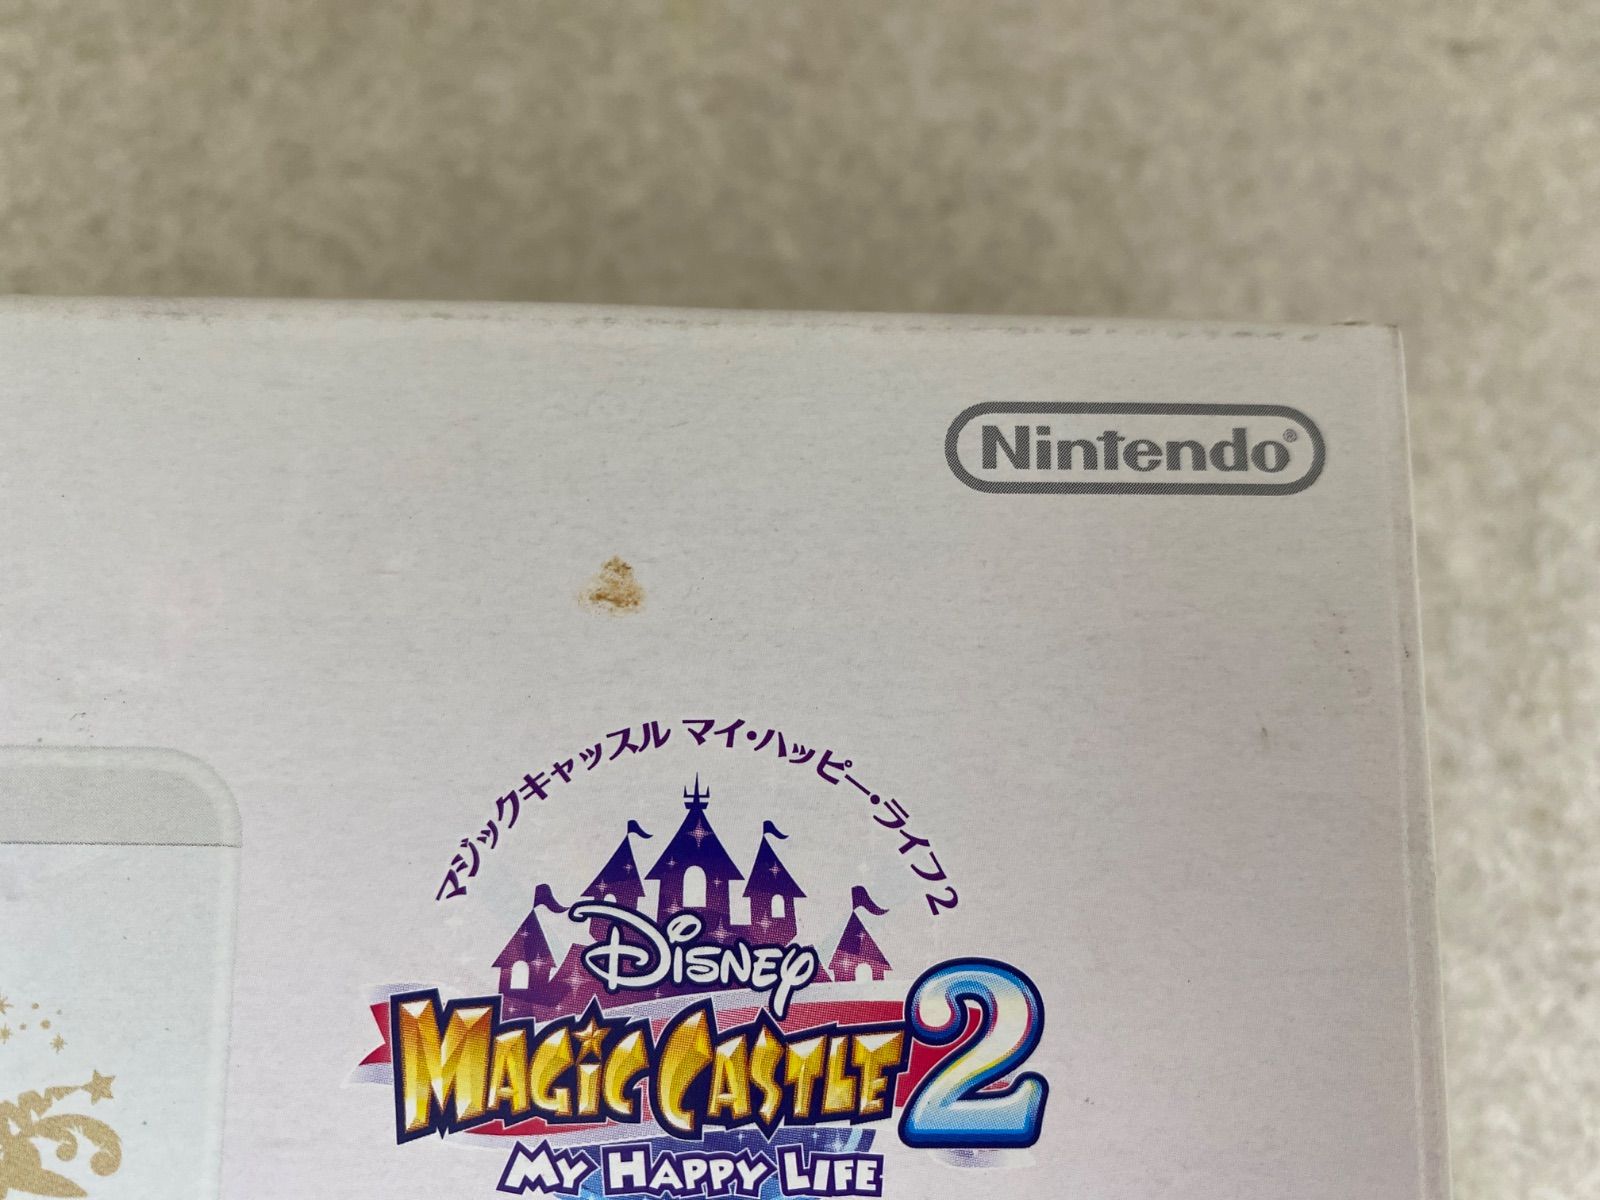 Nintendo®
マジックキャッスル マイ・ハッピー・ライフ2
Disney
MAGIC CASTLE 2
MY HAPPY LIFE